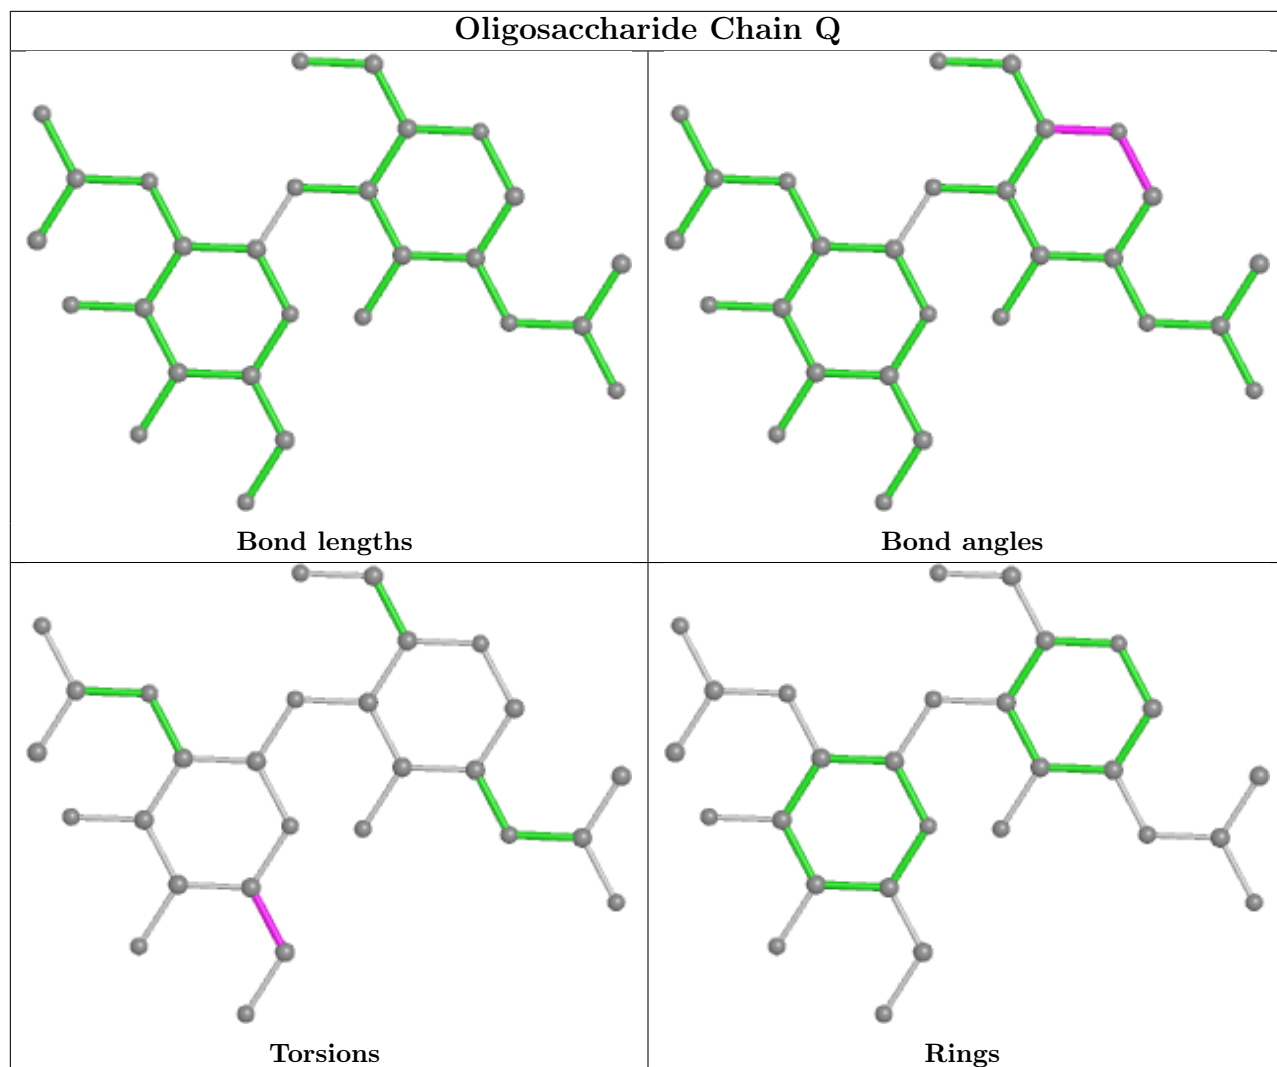 Oligosaccharide Chain Q
Bond lengths
Bond angles
Torsions
Rings